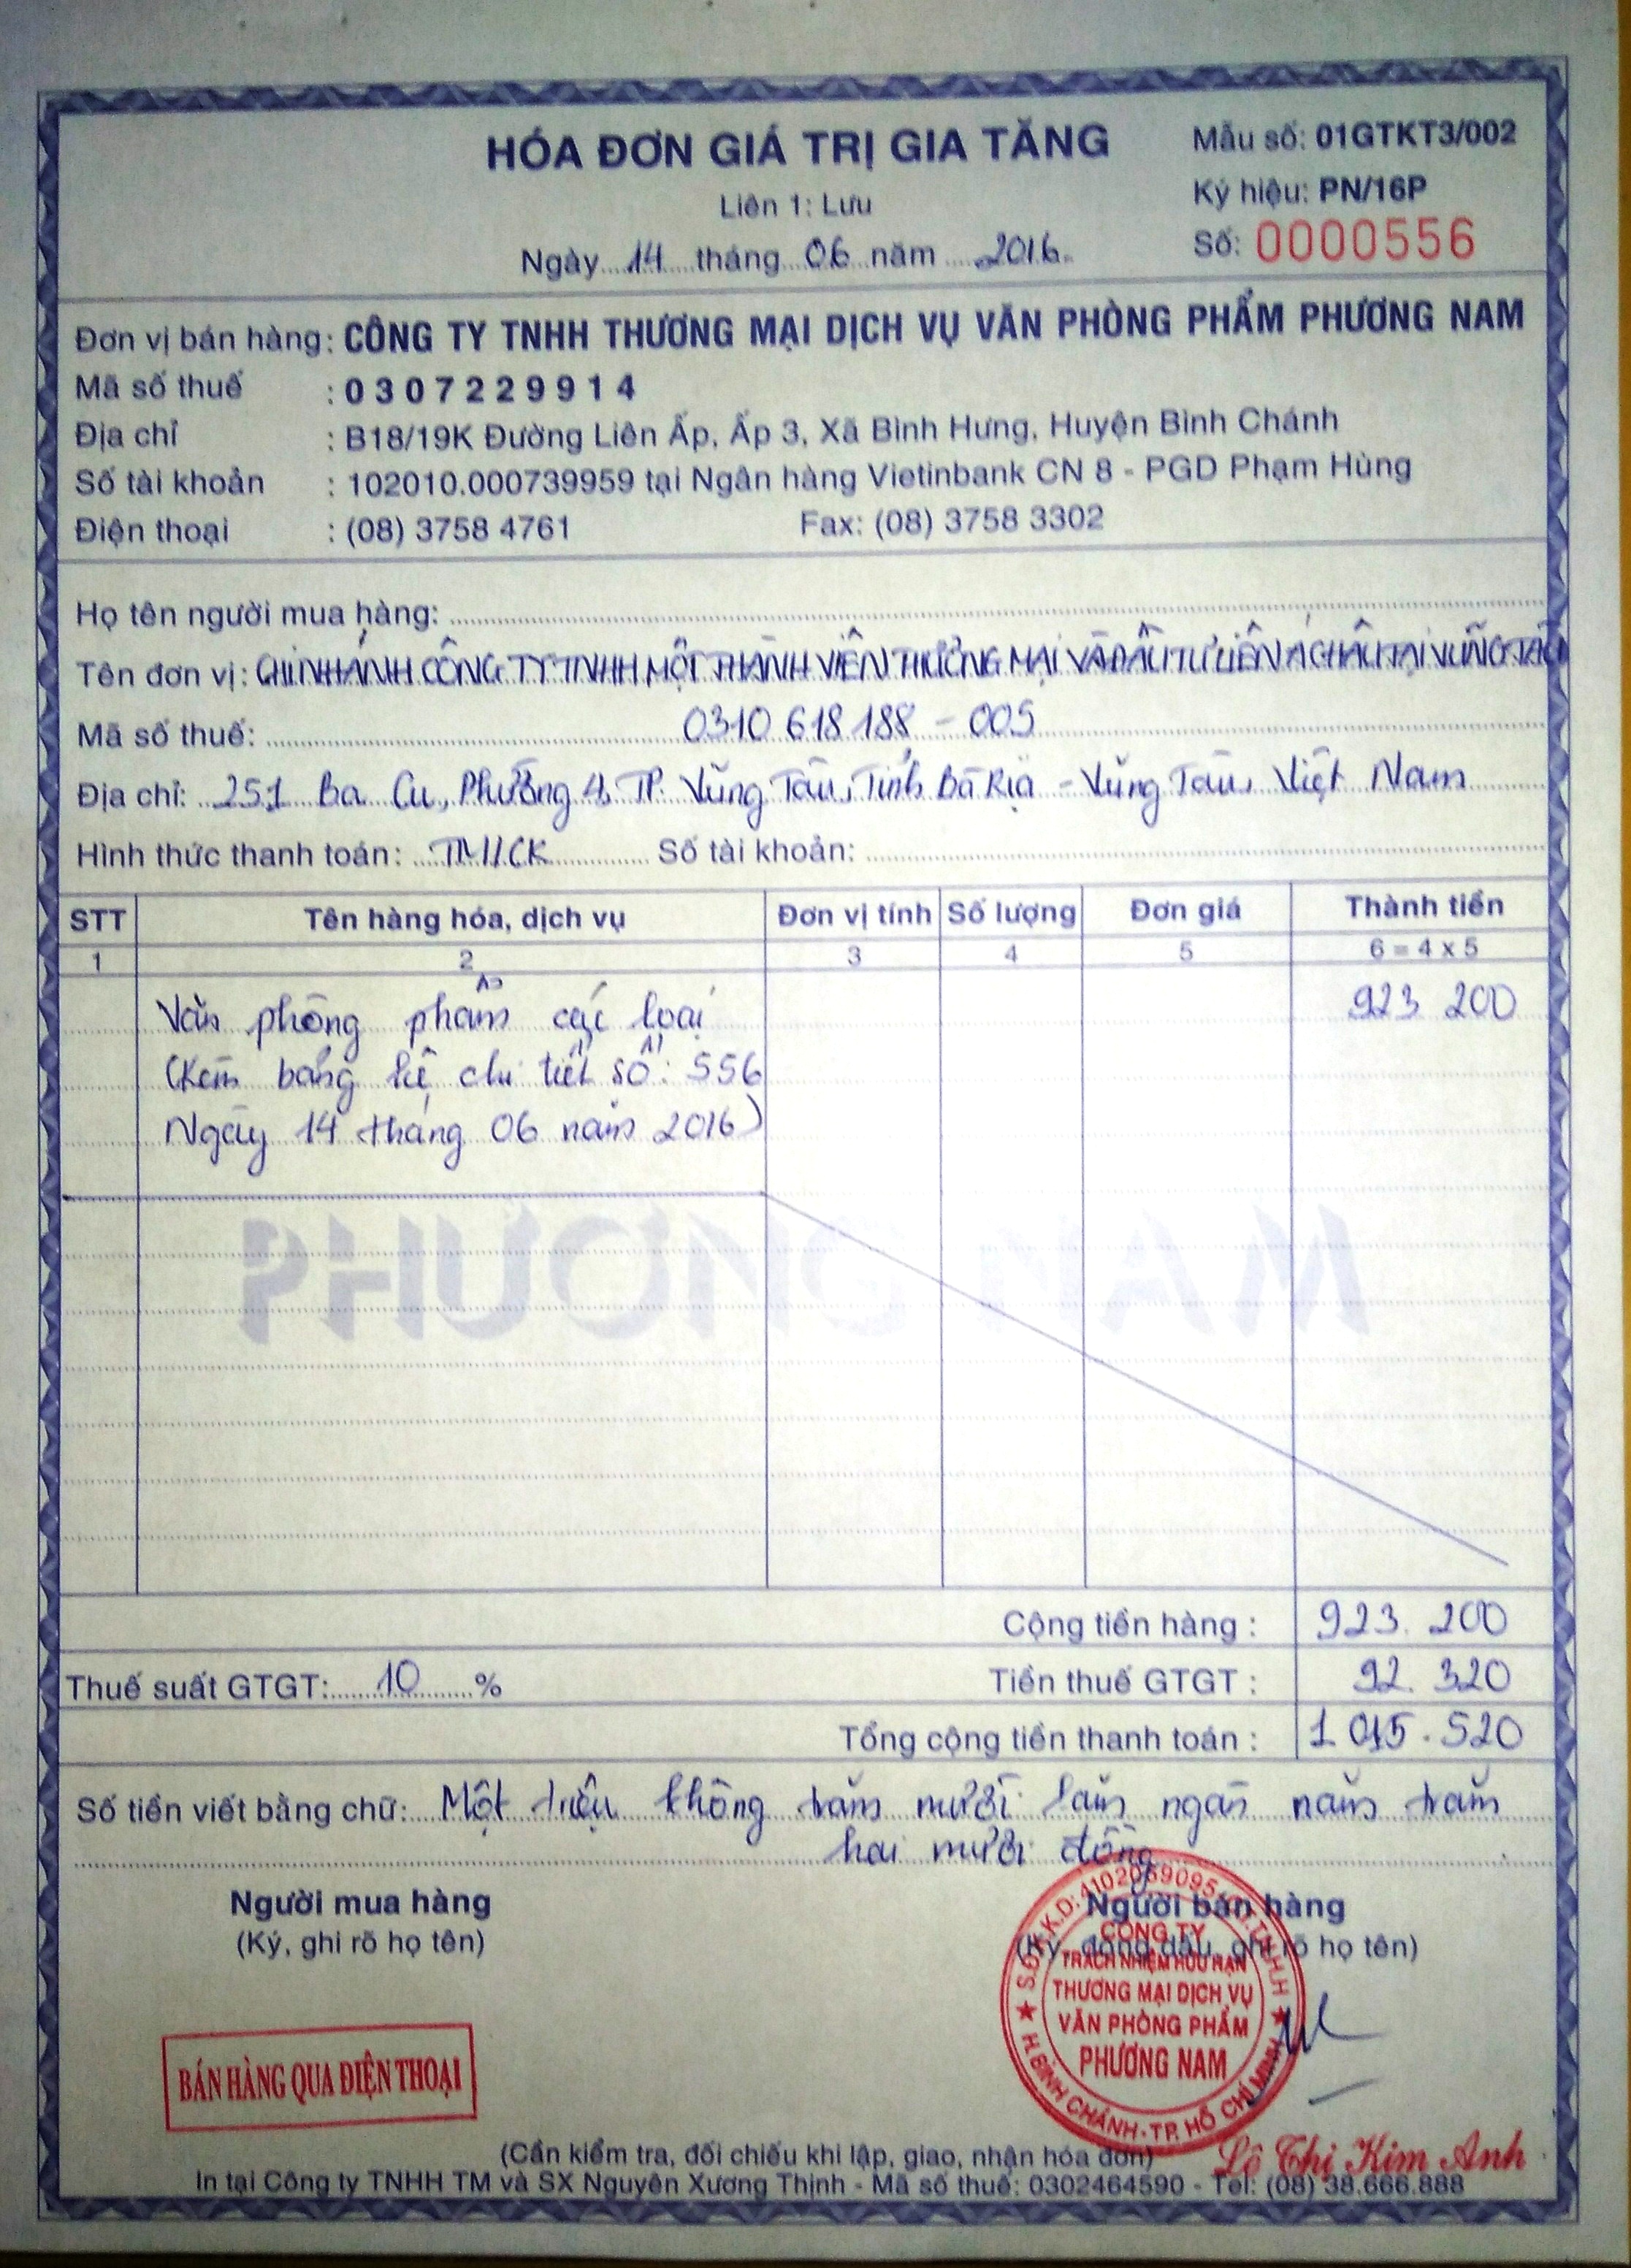 HÓA ĐƠN GIÁ TRỊ GIA TĂNG
Mẫu số: 01GTKT3/002
Liên 1: Lưu
Ký hiệu: PN/16P
Ngày 14 tháng 06 năm 2016
Số: 0000556
Đơn vị bán hàng: CÔNG TY TNHH THƯƠNG MẠI DỊCH VỤ VĂN PHÒNG PHẨM PHƯƠNG NAM
Mã số thuế : 0307229914
Địa chỉ : B18/19K Đường Liên Ấp, Ấp 3, Xã Bình Hưng, Huyện Bình Chánh
Số tài khoản : 102010.000739959 tại Ngân hàng Vietinbank CN 8 - PGD Phạm Hùng
Điện thoại : (08) 3758 4761 Fax: (08) 3758 3302
Họ tên người mua hàng:
Tên đơn vị: CHI NHÁNH CÔNG TY TNHH MỘT THÀNH VIÊN THƯƠNG MẠI VÀ ĐẦU TƯ LIÊN Á CHÂU TẠI VŨNG TÀU
Mã số thuế: 0310 618 188 - 005
Địa chỉ: 251 Ba Cu, Phường 4, TP. Vũng Tàu, Tỉnh Bà Rịa - Vũng Tàu, Việt Nam
Hình thức thanh toán: TM/CK Số tài khoản:
STT Tên hàng hóa, dịch vụ Đơn vị tính Số lượng Đơn giá Thành tiền
1 2 3 4 5 6 = 4 x 5
Văn phòng phẩm các loại 923 200
(Kèm bảng kê chi tiết số: 556
Ngày 14 tháng 06 năm 2016)
PHƯƠNG NAM
Cộng tiền hàng : 923. 200
Thuế suất GTGT: 10 % Tiền thuế GTGT : 92. 320
Tổng cộng tiền thanh toán : 1 015. 520
Số tiền viết bằng chữ: Một triệu không trăm mười lăm ngàn năm trăm
hai mươi đồng
Người mua hàng Người bán hàng
(Ký, ghi rõ họ tên) (Ký, đóng dấu, ghi rõ họ tên)
CÔNG TY
TRÁCH NHIỆM HỮU HẠN
THƯƠNG MẠI DỊCH VỤ
VĂN PHÒNG PHẨM
PHƯƠNG NAM
H.BÌNH CHÁNH-TP. HỒ CHÍ MINH
BÁN HÀNG QUA ĐIỆN THOẠI
(Cần kiểm tra, đối chiếu khi lập, giao, nhận hóa đơn)
Thị Kim Anh
In tại Công ty TNHH TM và SX Nguyên Xương Thịnh - Mã số thuế: 0302464590 - Tel: (08) 38.666.888